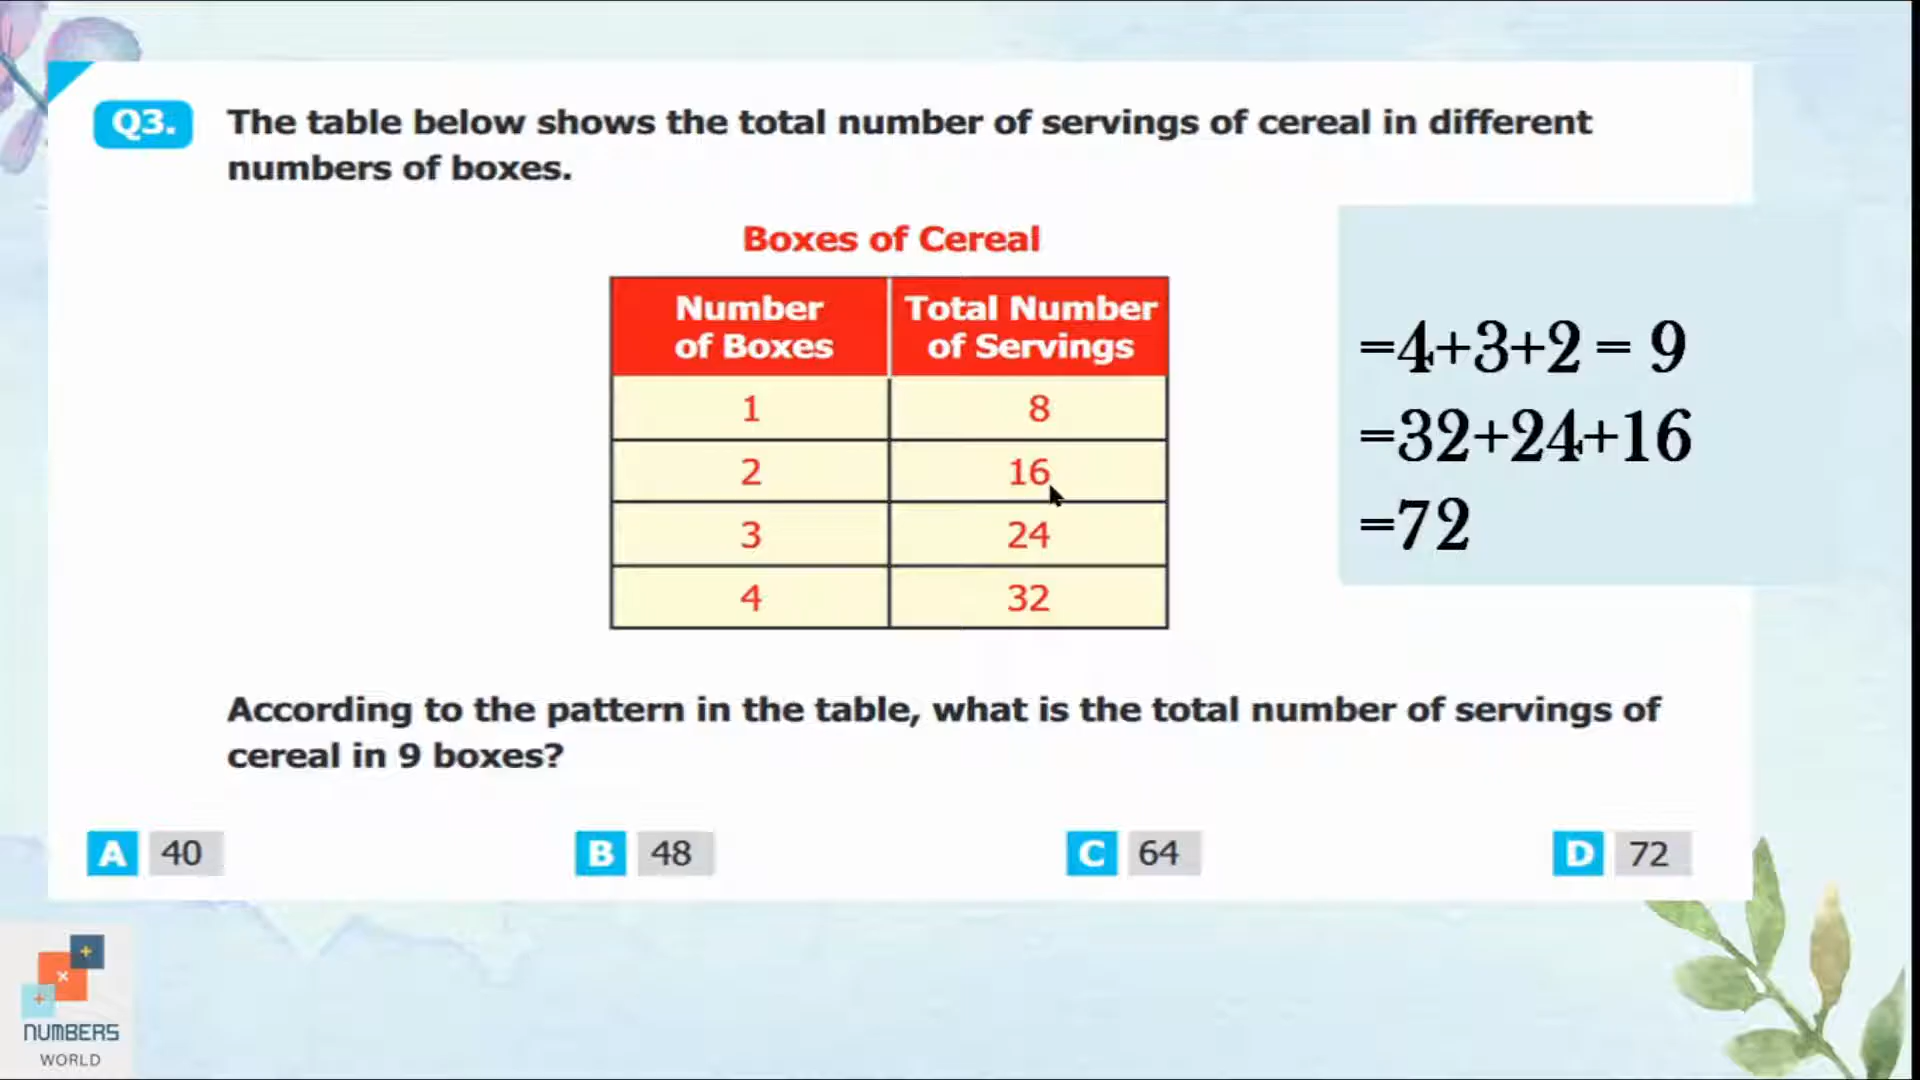 Q3. The table below shows the total number of servings of cereal in different
numbers of boxes.
Boxes of Cereal
Number of Boxes Total Number of Servings
1 8
2 16
3 24
4 32
=4+3+2 = 9
=32+24+16
=72
According to the pattern in the table, what is the total number of servings of
cereal in 9 boxes?
A 40 B 48 C 64 D 72
+
×
+
NUMBERS
WORLD